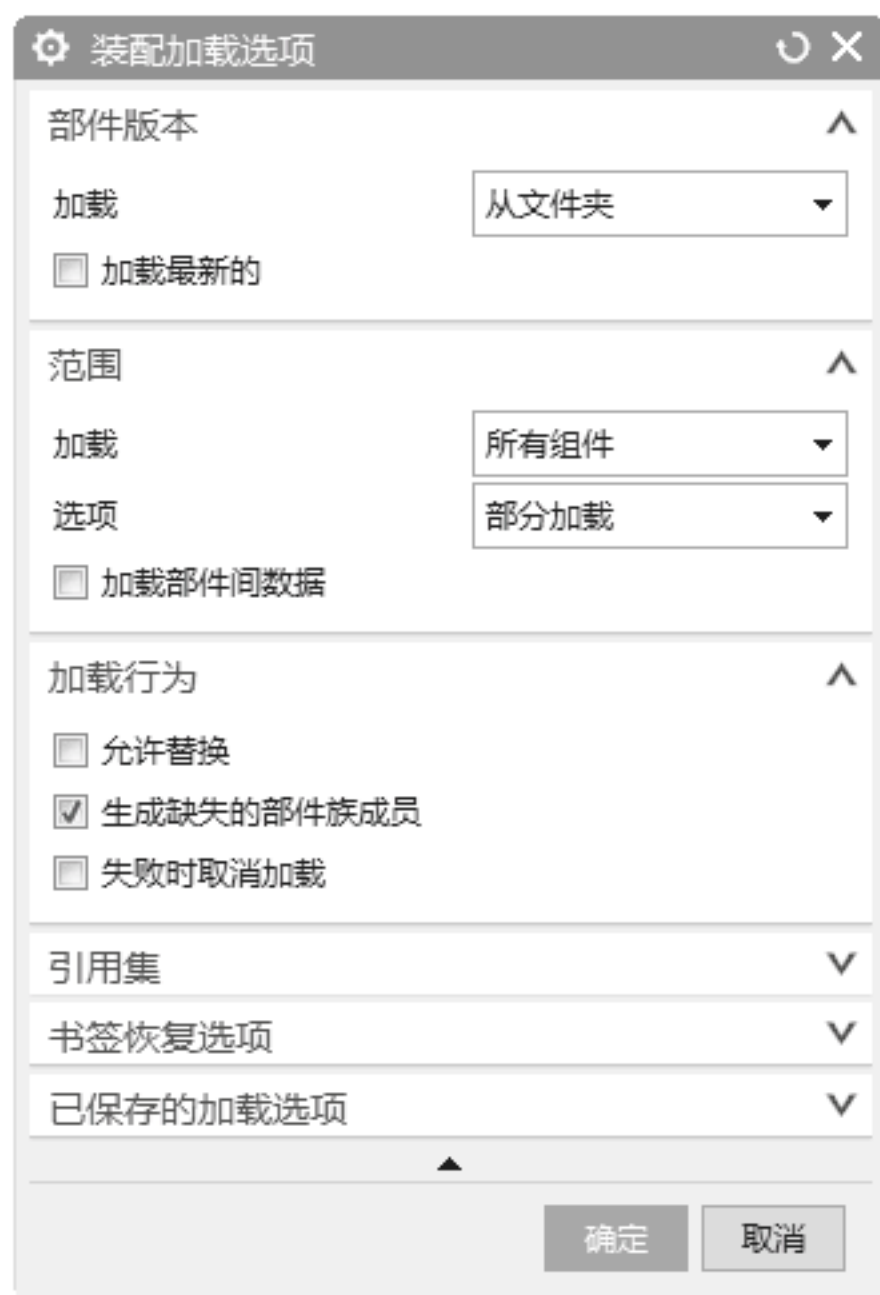 装配加载选项
部件版本
加载 从文件夹
加载最新的
范围
加载 所有组件
选项 部分加载
加载部件间数据
加载行为
允许替换
生成缺失的部件族成员
失败时取消加载
引用集
书签恢复选项
已保存的加载选项
确定 取消